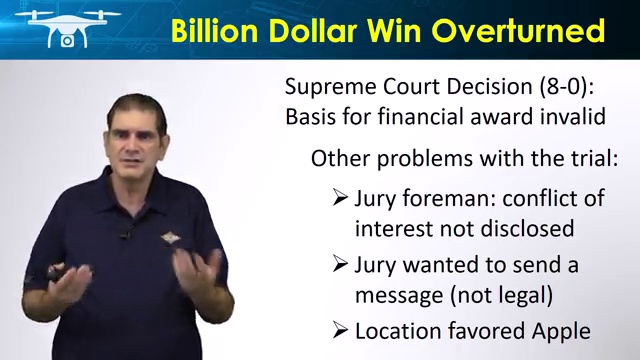 Billion Dollar Win Overturned
Supreme Court Decision (8-0):
Basis for financial award invalid
Other problems with the trial:
➢ Jury foreman: conflict of
interest not disclosed
➢ Jury wanted to send a
message (not legal)
➢ Location favored Apple